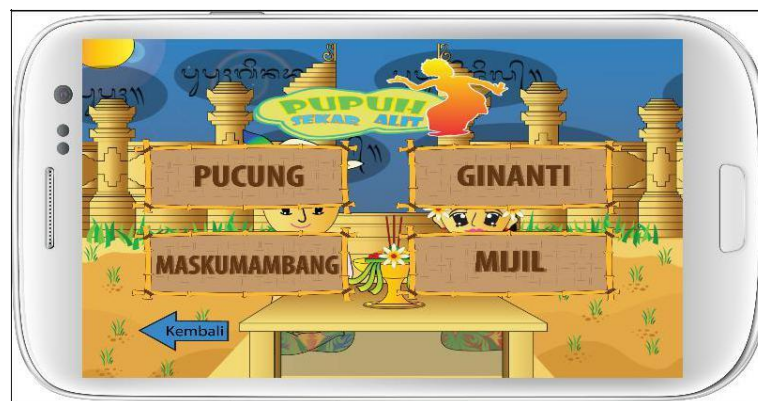 PUPUH
SEKAR ALIT
PUCUNG
GINANTI
MASKUMAMBANG
MIJIL
Kembali